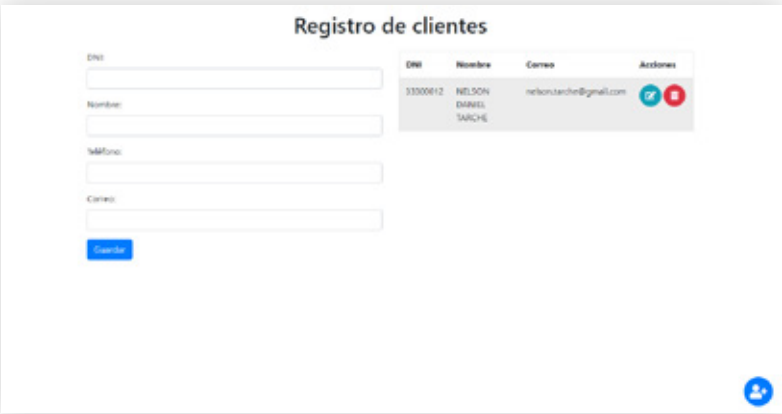 Registro de clientes
DNI:
Nombre:
Teléfono:
Correo:
Guardar
DNI Nombre Correo Acciones
33300012 NELSON nelson.tarche@gmail.com
DANIEL
TARCHE